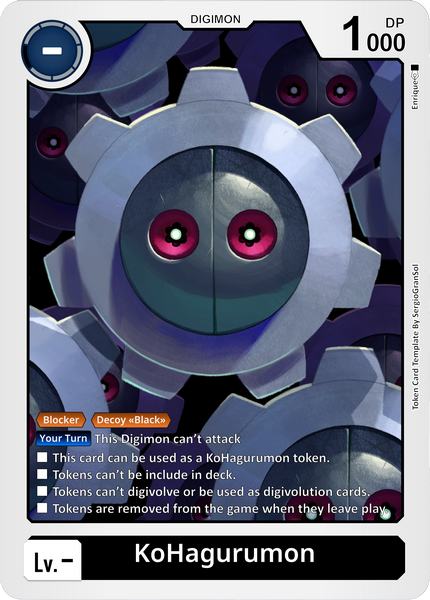 DIGIMON
-
DP
1000
Enrique
Token Card Template By SergioGranSol
Blocker Decoy «Black»
Your Turn This Digimon can't attack
This card can be used as a KoHagurumon token.
Tokens can't be include in deck.
Tokens can't digivolve or be used as digivolution cards.
Tokens are removed from the game when they leave play.
Lv.-
KoHagurumon